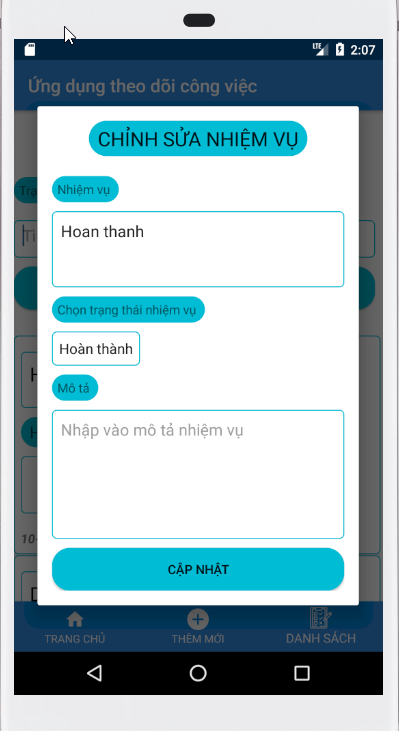 LTE 2:07
Ứng dụng theo dõi công việc
CHỈNH SỬA NHIỆM VỤ
Nhiệm vụ
Hoan thanh
Chọn trạng thái nhiệm vụ
Hoàn thành
Mô tả
Nhập vào mô tả nhiệm vụ
CẬP NHẬT
TRANG CHỦ
THÊM MỚI
DANH SÁCH